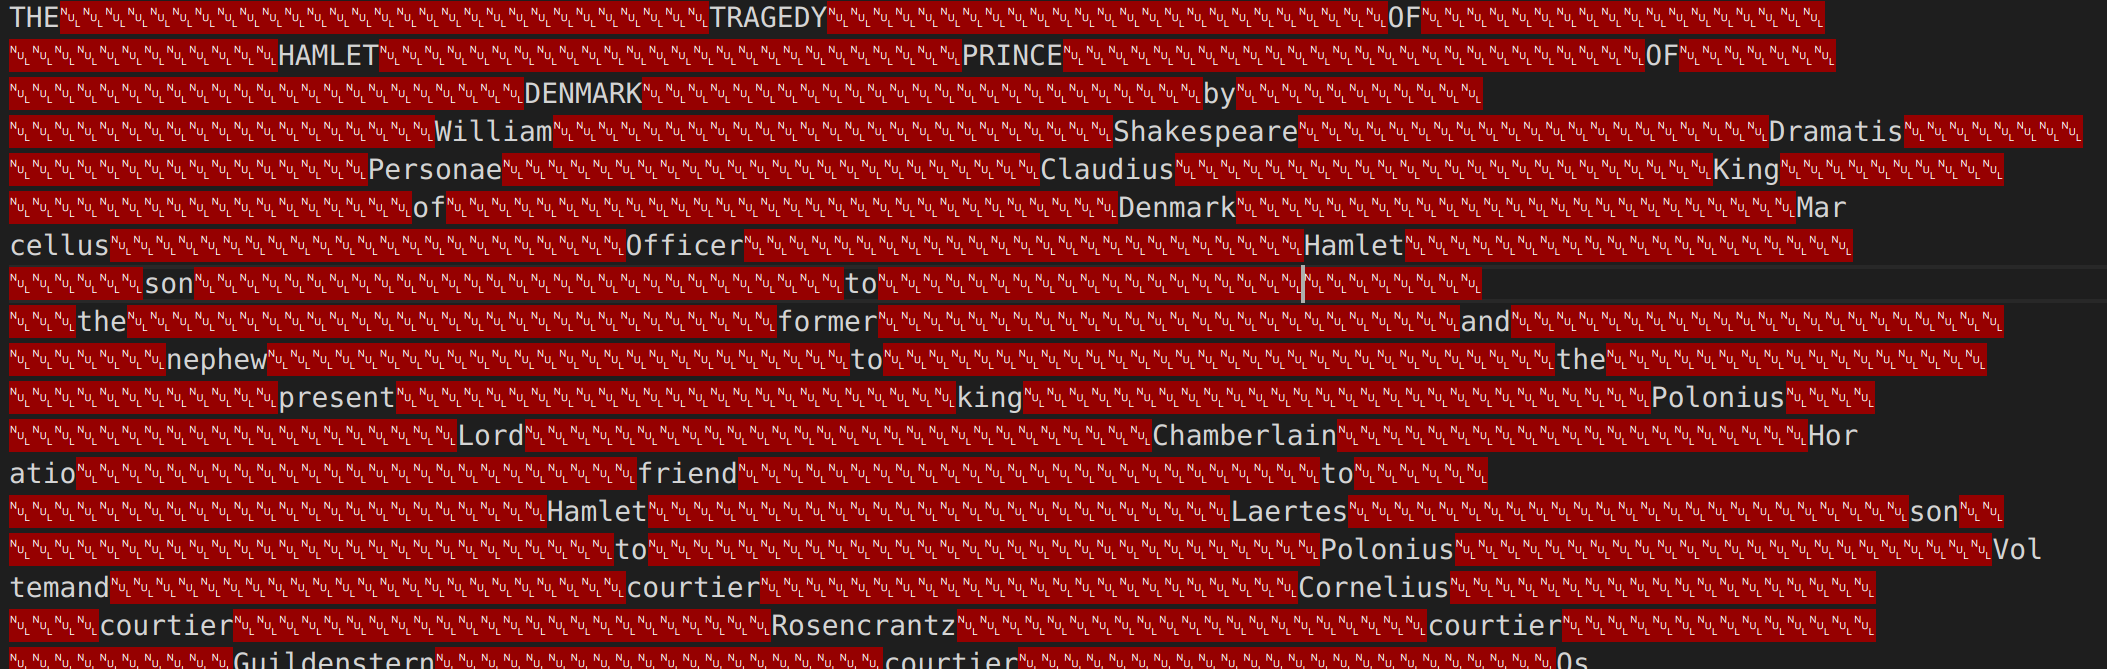 THE TRAGEDY OF
HAMLET PRINCE OF
DENMARK by
William Shakespeare Dramatis
Personae Claudius King
of Denmark Mar
cellus Officer Hamlet
son to
the former and
nephew to the
present king Polonius
Lord Chamberlain Hor
atio friend to
Hamlet Laertes son
to Polonius Vol
temand courtier Cornelius
courtier Rosencrantz courtier
Guildenstern courtier Os